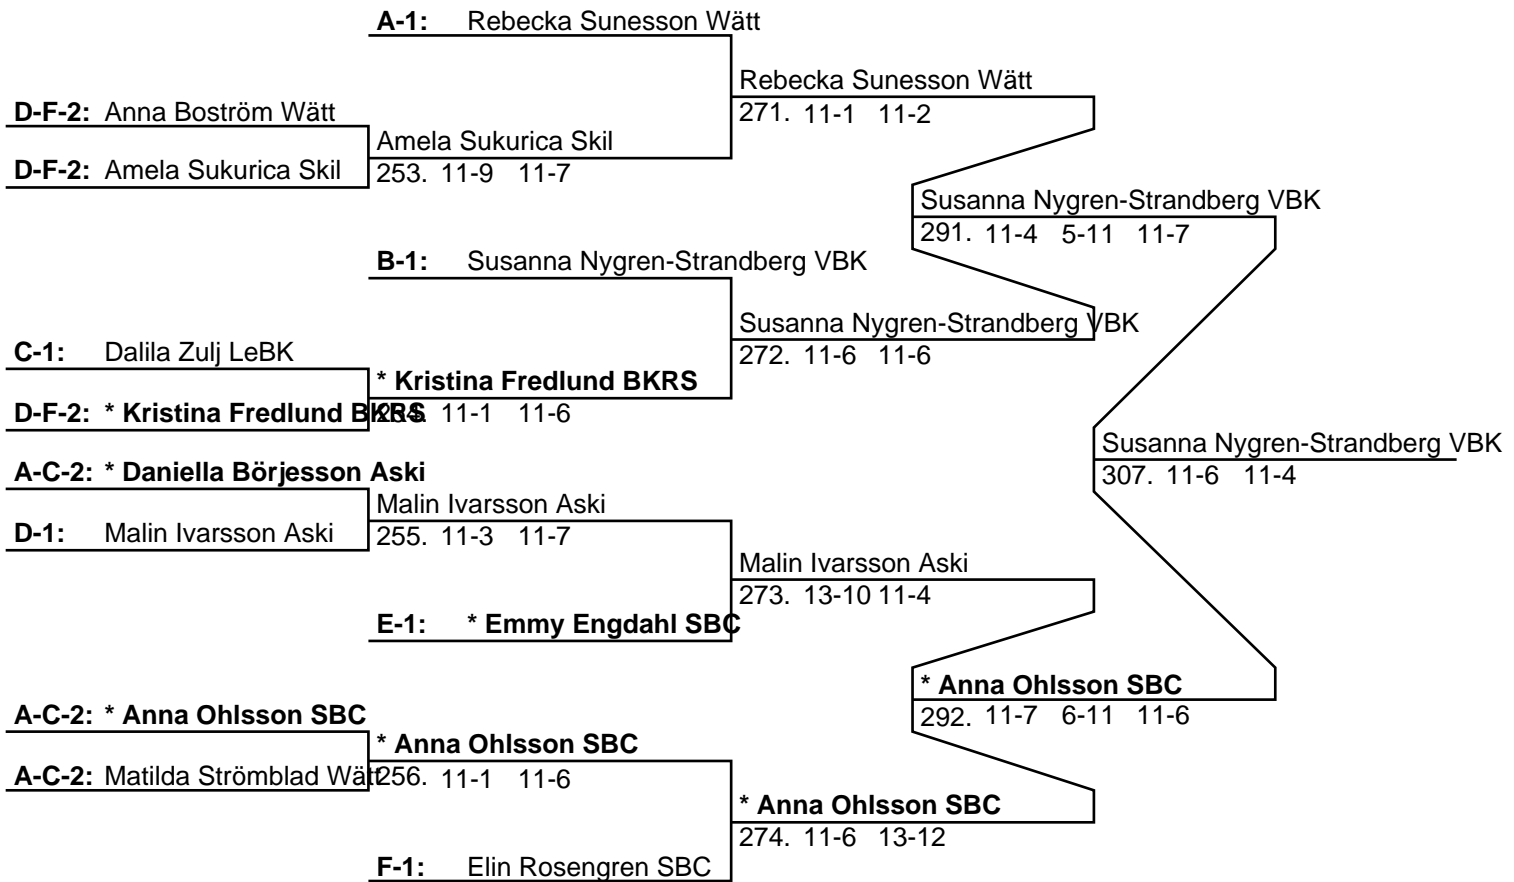 A-1: Rebecka Sunesson Wätt
Rebecka Sunesson Wätt
271. 11-1 11-2
D-F-2: Anna Boström Wätt
Amela Sukurica Skil
D-F-2: Amela Sukurica Skil
253. 11-9 11-7
Susanna Nygren-Strandberg VBK
291. 11-4 5-11 11-7
B-1: Susanna Nygren-Strandberg VBK
Susanna Nygren-Strandberg VBK
272. 11-6 11-6
C-1: Dalila Zulj LeBK
* Kristina Fredlund BKRS
D-F-2: * Kristina Fredlund BKRS
11-1 11-6
Susanna Nygren-Strandberg VBK
307. 11-6 11-4
A-C-2: * Daniella Börjesson Aski
Malin Ivarsson Aski
D-1: Malin Ivarsson Aski
255. 11-3 11-7
Malin Ivarsson Aski
273. 13-10 11-4
E-1: * Emmy Engdahl SBC
* Anna Ohlsson SBC
292. 11-7 6-11 11-6
A-C-2: * Anna Ohlsson SBC
* Anna Ohlsson SBC
A-C-2: Matilda Strömblad Wätt
256. 11-1 11-6
* Anna Ohlsson SBC
274. 11-6 13-12
F-1: Elin Rosengren SBC